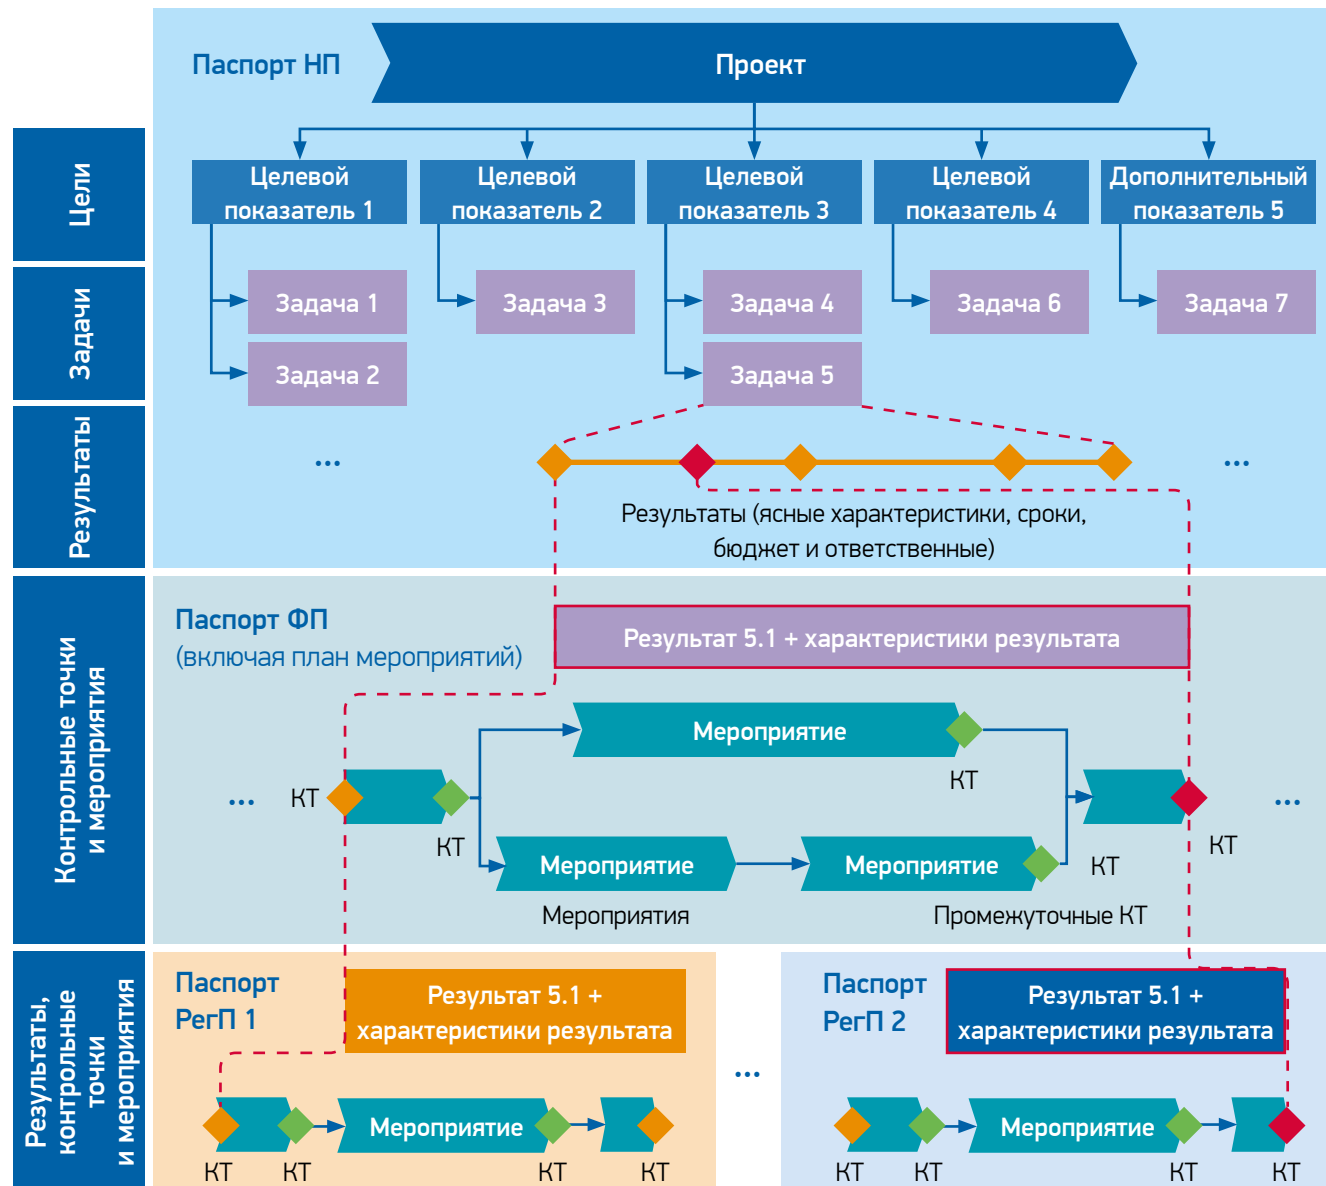 Паспорт НП
Проект
Цели
Целевой
показатель 1
Целевой
показатель 2
Целевой
показатель 3
Целевой
показатель 4
Дополнительный
показатель 5
Задачи
Задача 1
Задача 3
Задача 4
Задача 6
Задача 7
Задача 2
Задача 5
Результаты
...
...
Результаты (ясные характеристики, сроки,
бюджет и ответственные)
Контрольные точки
и мероприятия
Паспорт ФП
(включая план мероприятий)
Результат 5.1 + характеристики результата
Мероприятие
КТ
...
КТ
КТ
...
КТ
Мероприятие
Мероприятие
КТ
Мероприятия
Промежуточные КТ
Результаты,
контрольные
точки
и мероприятия
Паспорт
РегП 1
Результат 5.1 +
характеристики результата
Мероприятие
КТ
КТ
КТ
КТ
...
Паспорт
РегП 2
Результат 5.1 +
характеристики результата
Мероприятие
КТ
КТ
КТ
КТ